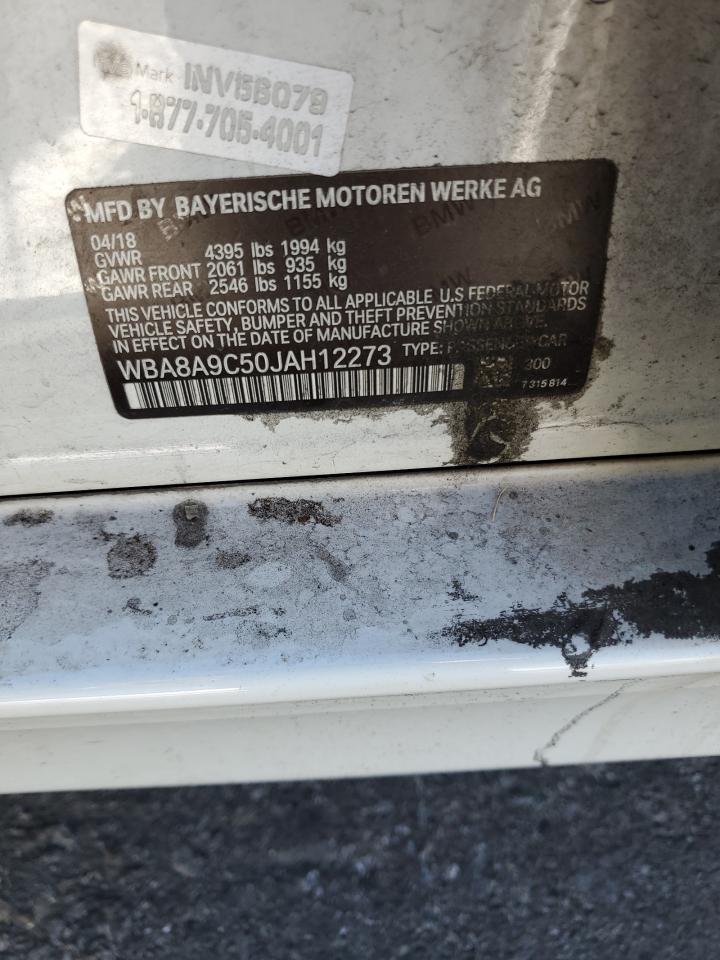 Mark INV15B079
1-877-705-4001
MFD BY BAYERISCHE MOTOREN WERKE AG
04/18
GVWR 4395 lbs 1994 kg
GAWR FRONT 2061 lbs 935 kg
GAWR REAR 2546 lbs 1155 kg
THIS VEHICLE CONFORMS TO ALL APPLICABLE U.S FEDERAL MOTOR
VEHICLE SAFETY, BUMPER AND THEFT PREVENTION STANDARDS
IN EFFECT ON THE DATE OF MANUFACTURE SHOWN ABOVE.
WBA8A9C50JAH12273 TYPE: PASSENGER CAR
300
7315814